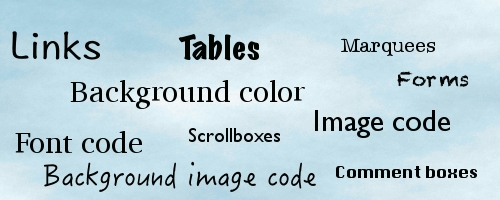 Links
Tables
Marquees
Forms
Background color
Image code
Font code
Scrollboxes
Background image code
Comment boxes